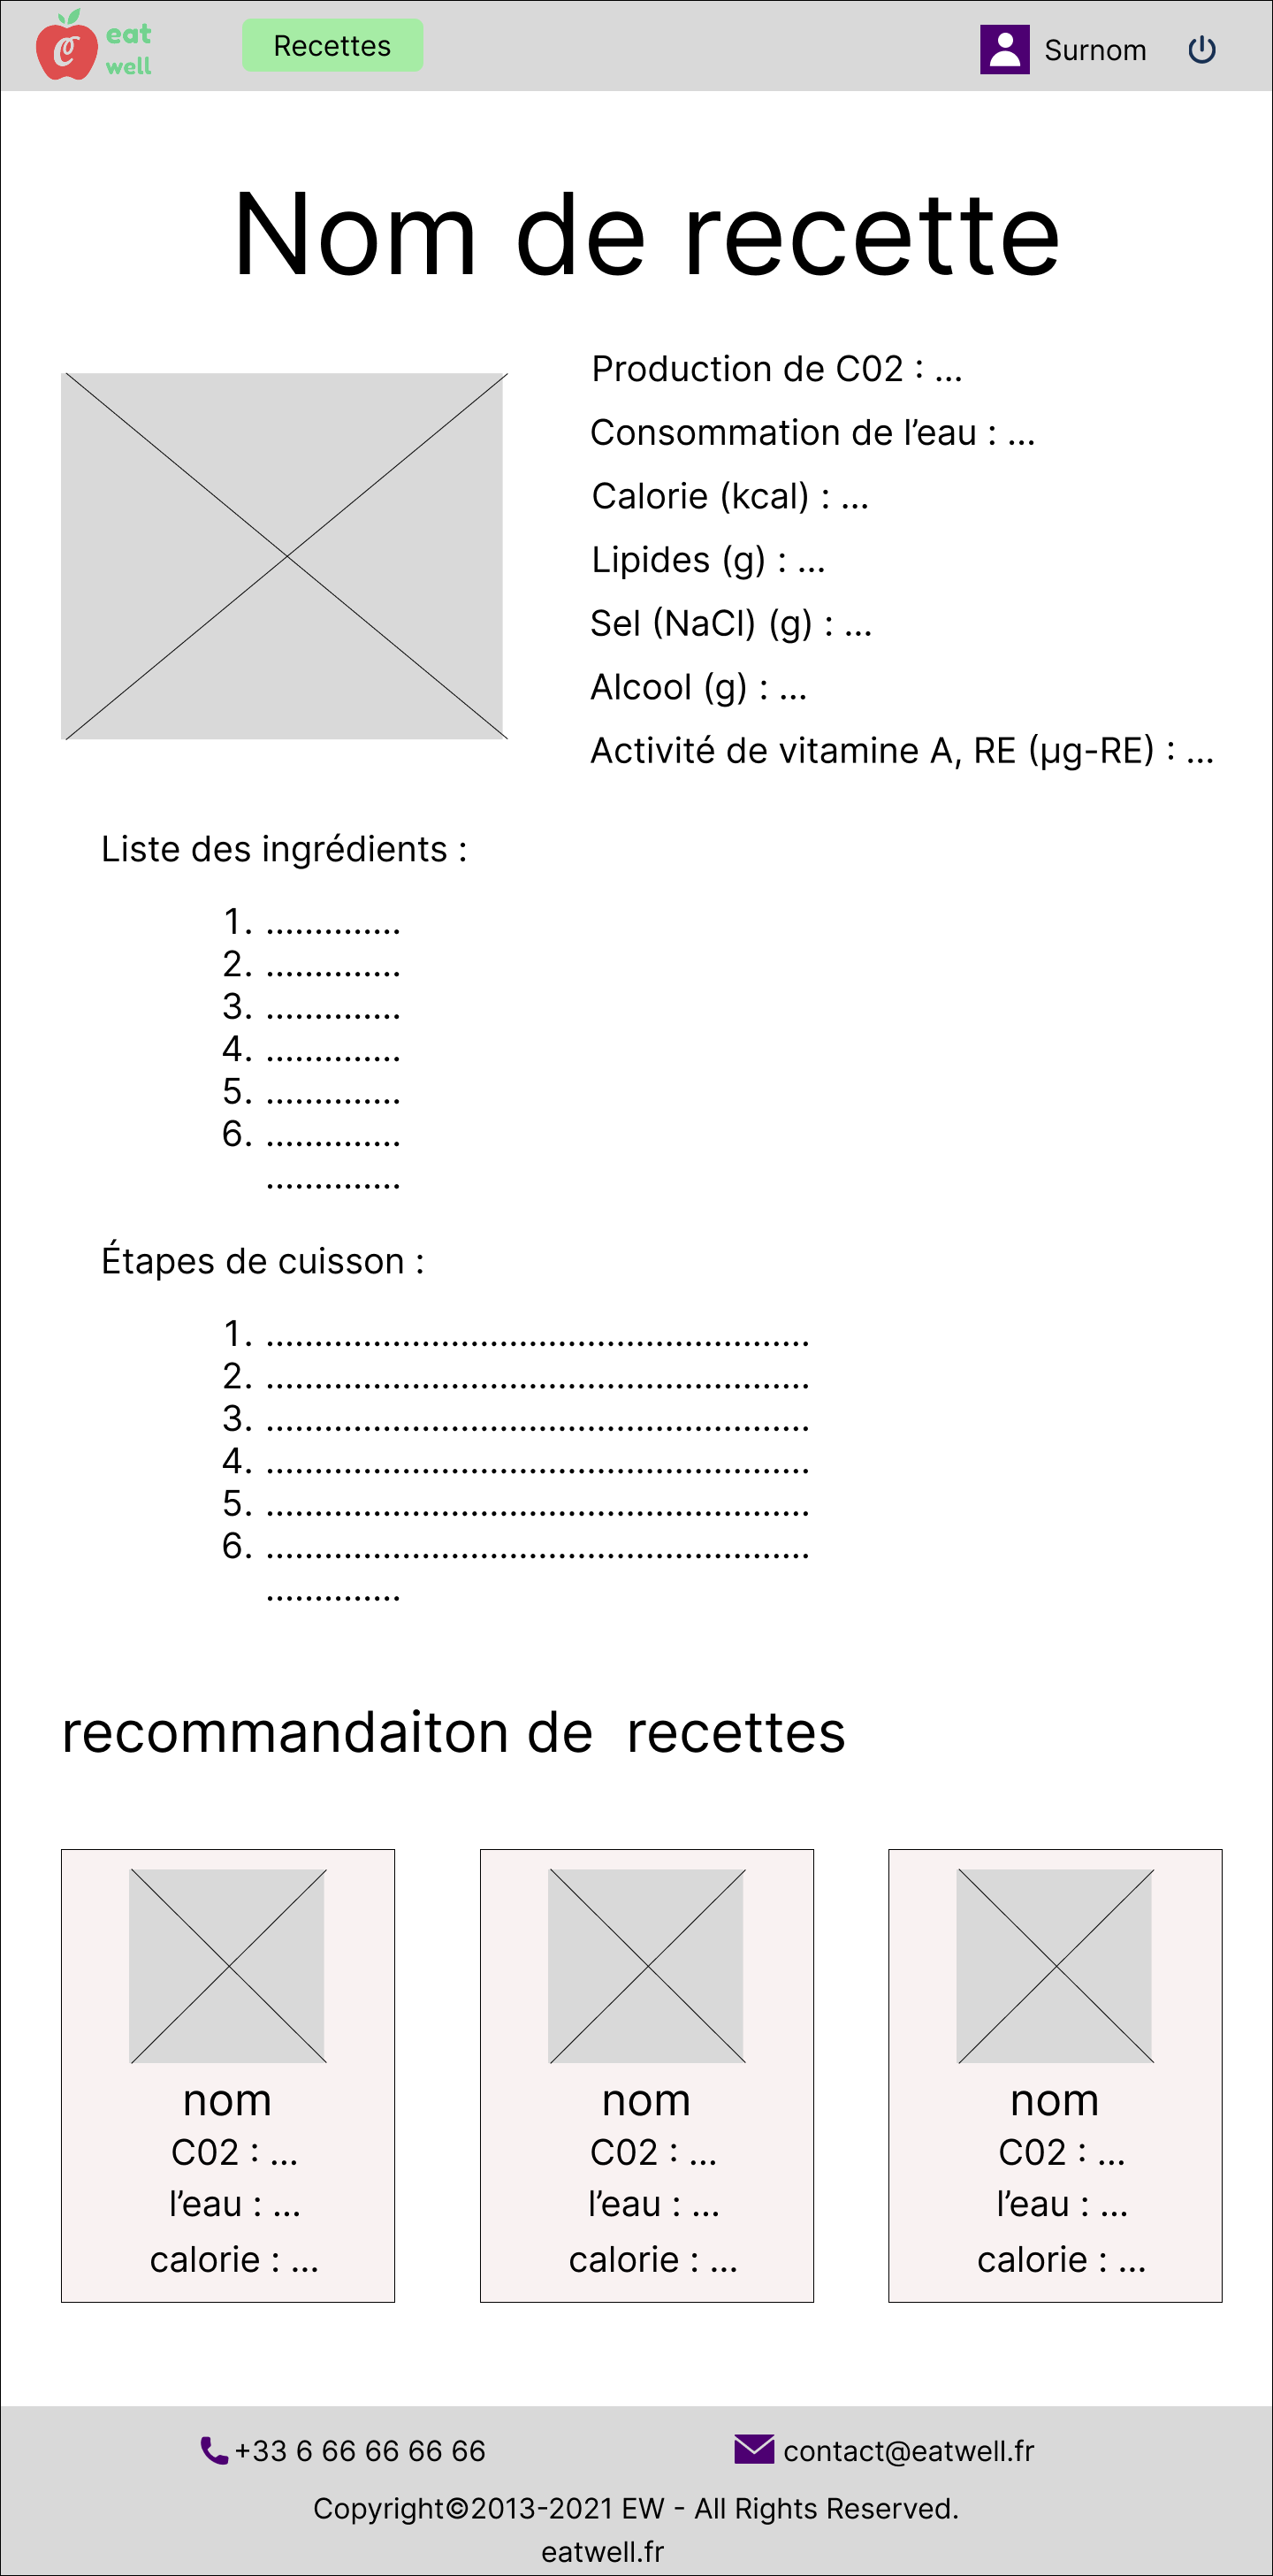 eat
well
Recettes
Surnom
Nom de recette
Production de C02 : ...
Consommation de l’eau : ...
Calorie (kcal) : ...
Lipides (g) : ...
Sel (NaCl) (g) : ...
Alcool (g) : ...
Activité de vitamine A, RE (µg-RE) : ...
Liste des ingrédients :
1. ..............
2. ..............
3. ..............
4. ..............
5. ..............
6. ..............
..............
Étapes de cuisson :
1. ........................................................
2. ........................................................
3. ........................................................
4. ........................................................
5. ........................................................
6. ........................................................
..............
recommandaiton de  recettes
nom
C02 : ...
l’eau : ...
calorie : ...
nom
C02 : ...
l’eau : ...
calorie : ...
nom
C02 : ...
l’eau : ...
calorie : ...
+33 6 66 66 66 66
contact@eatwell.fr
Copyright©2013-2021 EW - All Rights Reserved.
eatwell.fr